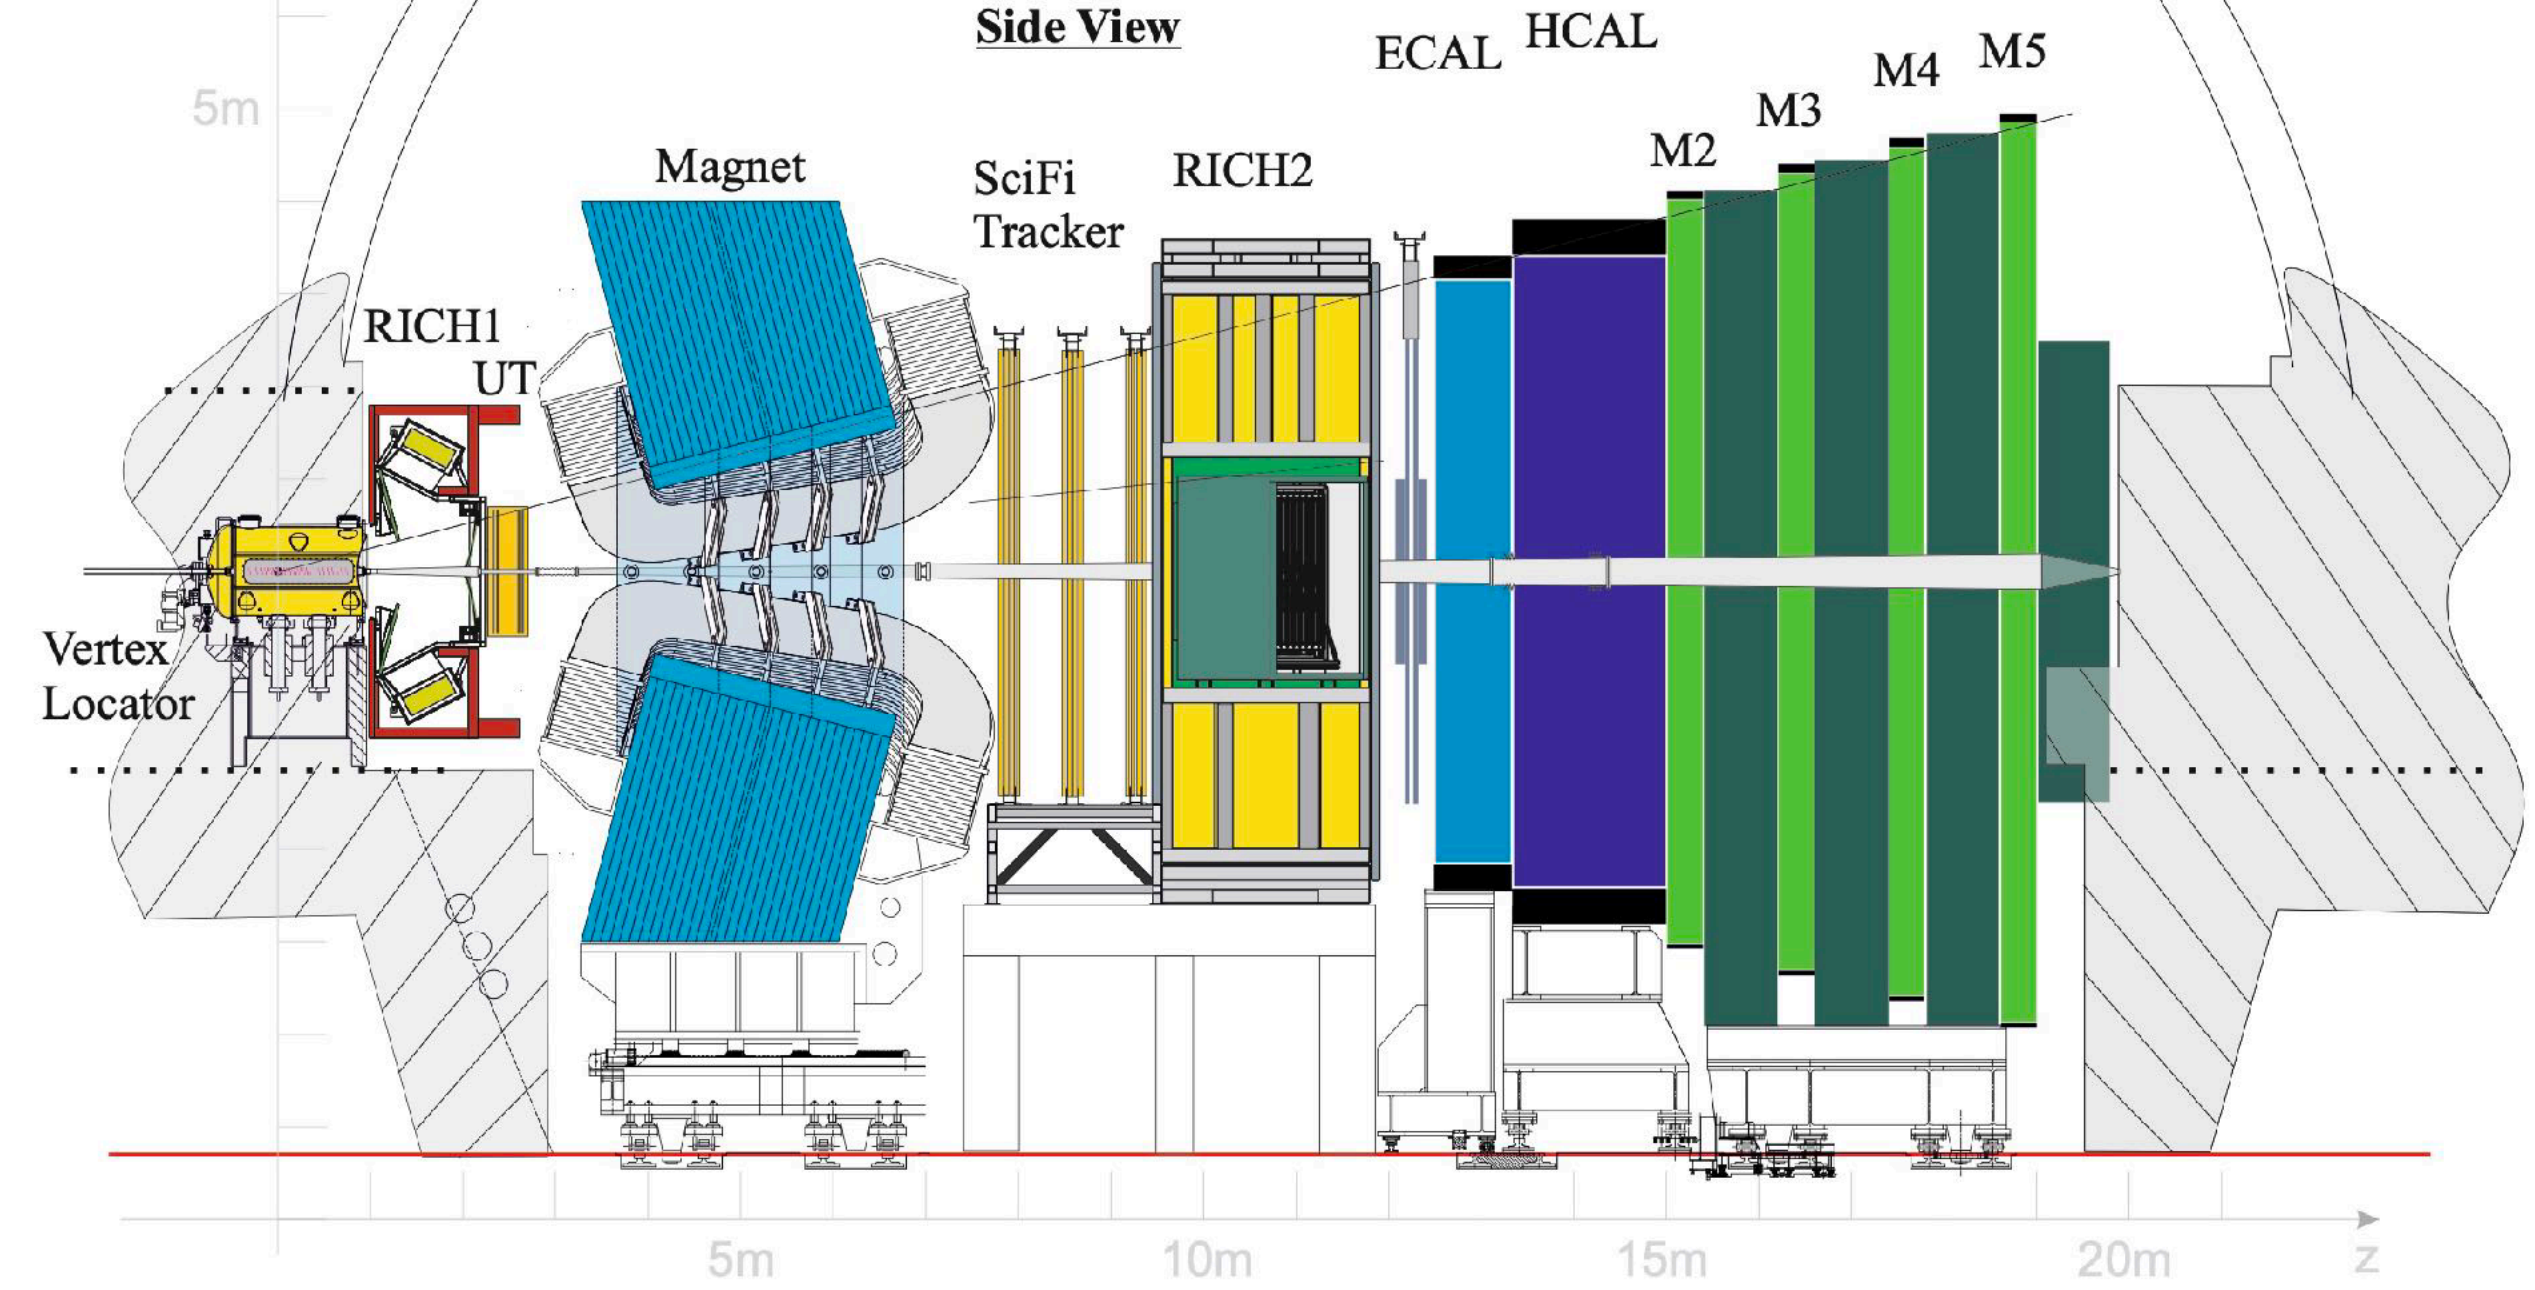 Side View
ECAL
HCAL
M5
M4
M3
M2
5m
Magnet
SciFi
Tracker
RICH2
RICH1
UT
Vertex
Locator
5m
10m
15m
20m
z